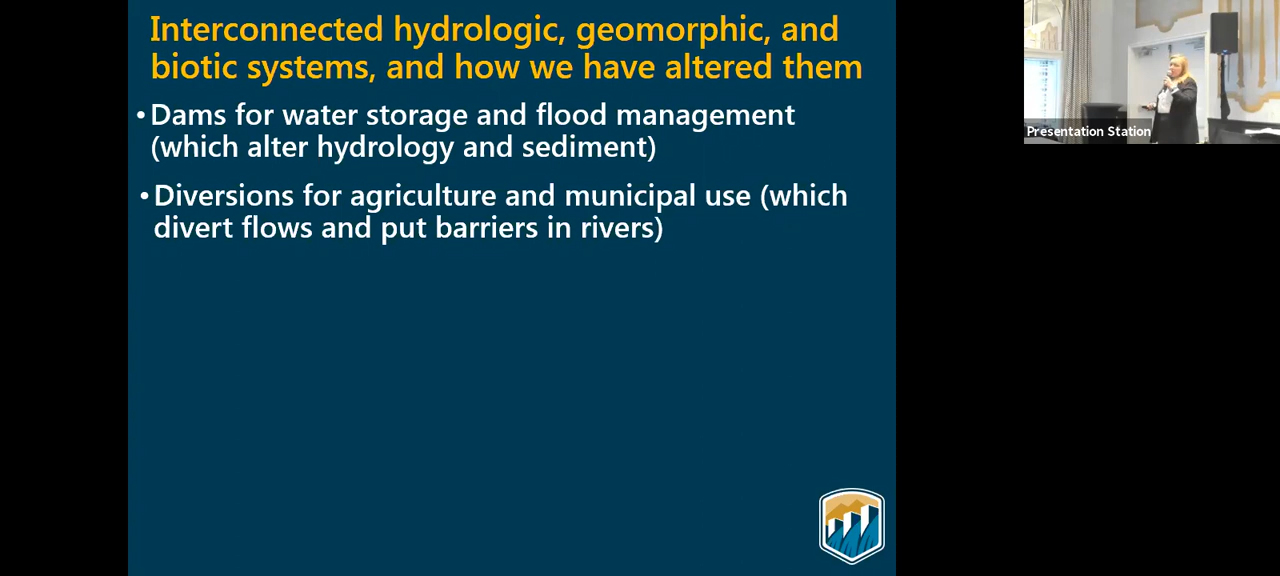 Interconnected hydrologic, geomorphic, and
biotic systems, and how we have altered them
• Dams for water storage and flood management
(which alter hydrology and sediment)
• Diversions for agriculture and municipal use (which
divert flows and put barriers in rivers)
Presentation Station